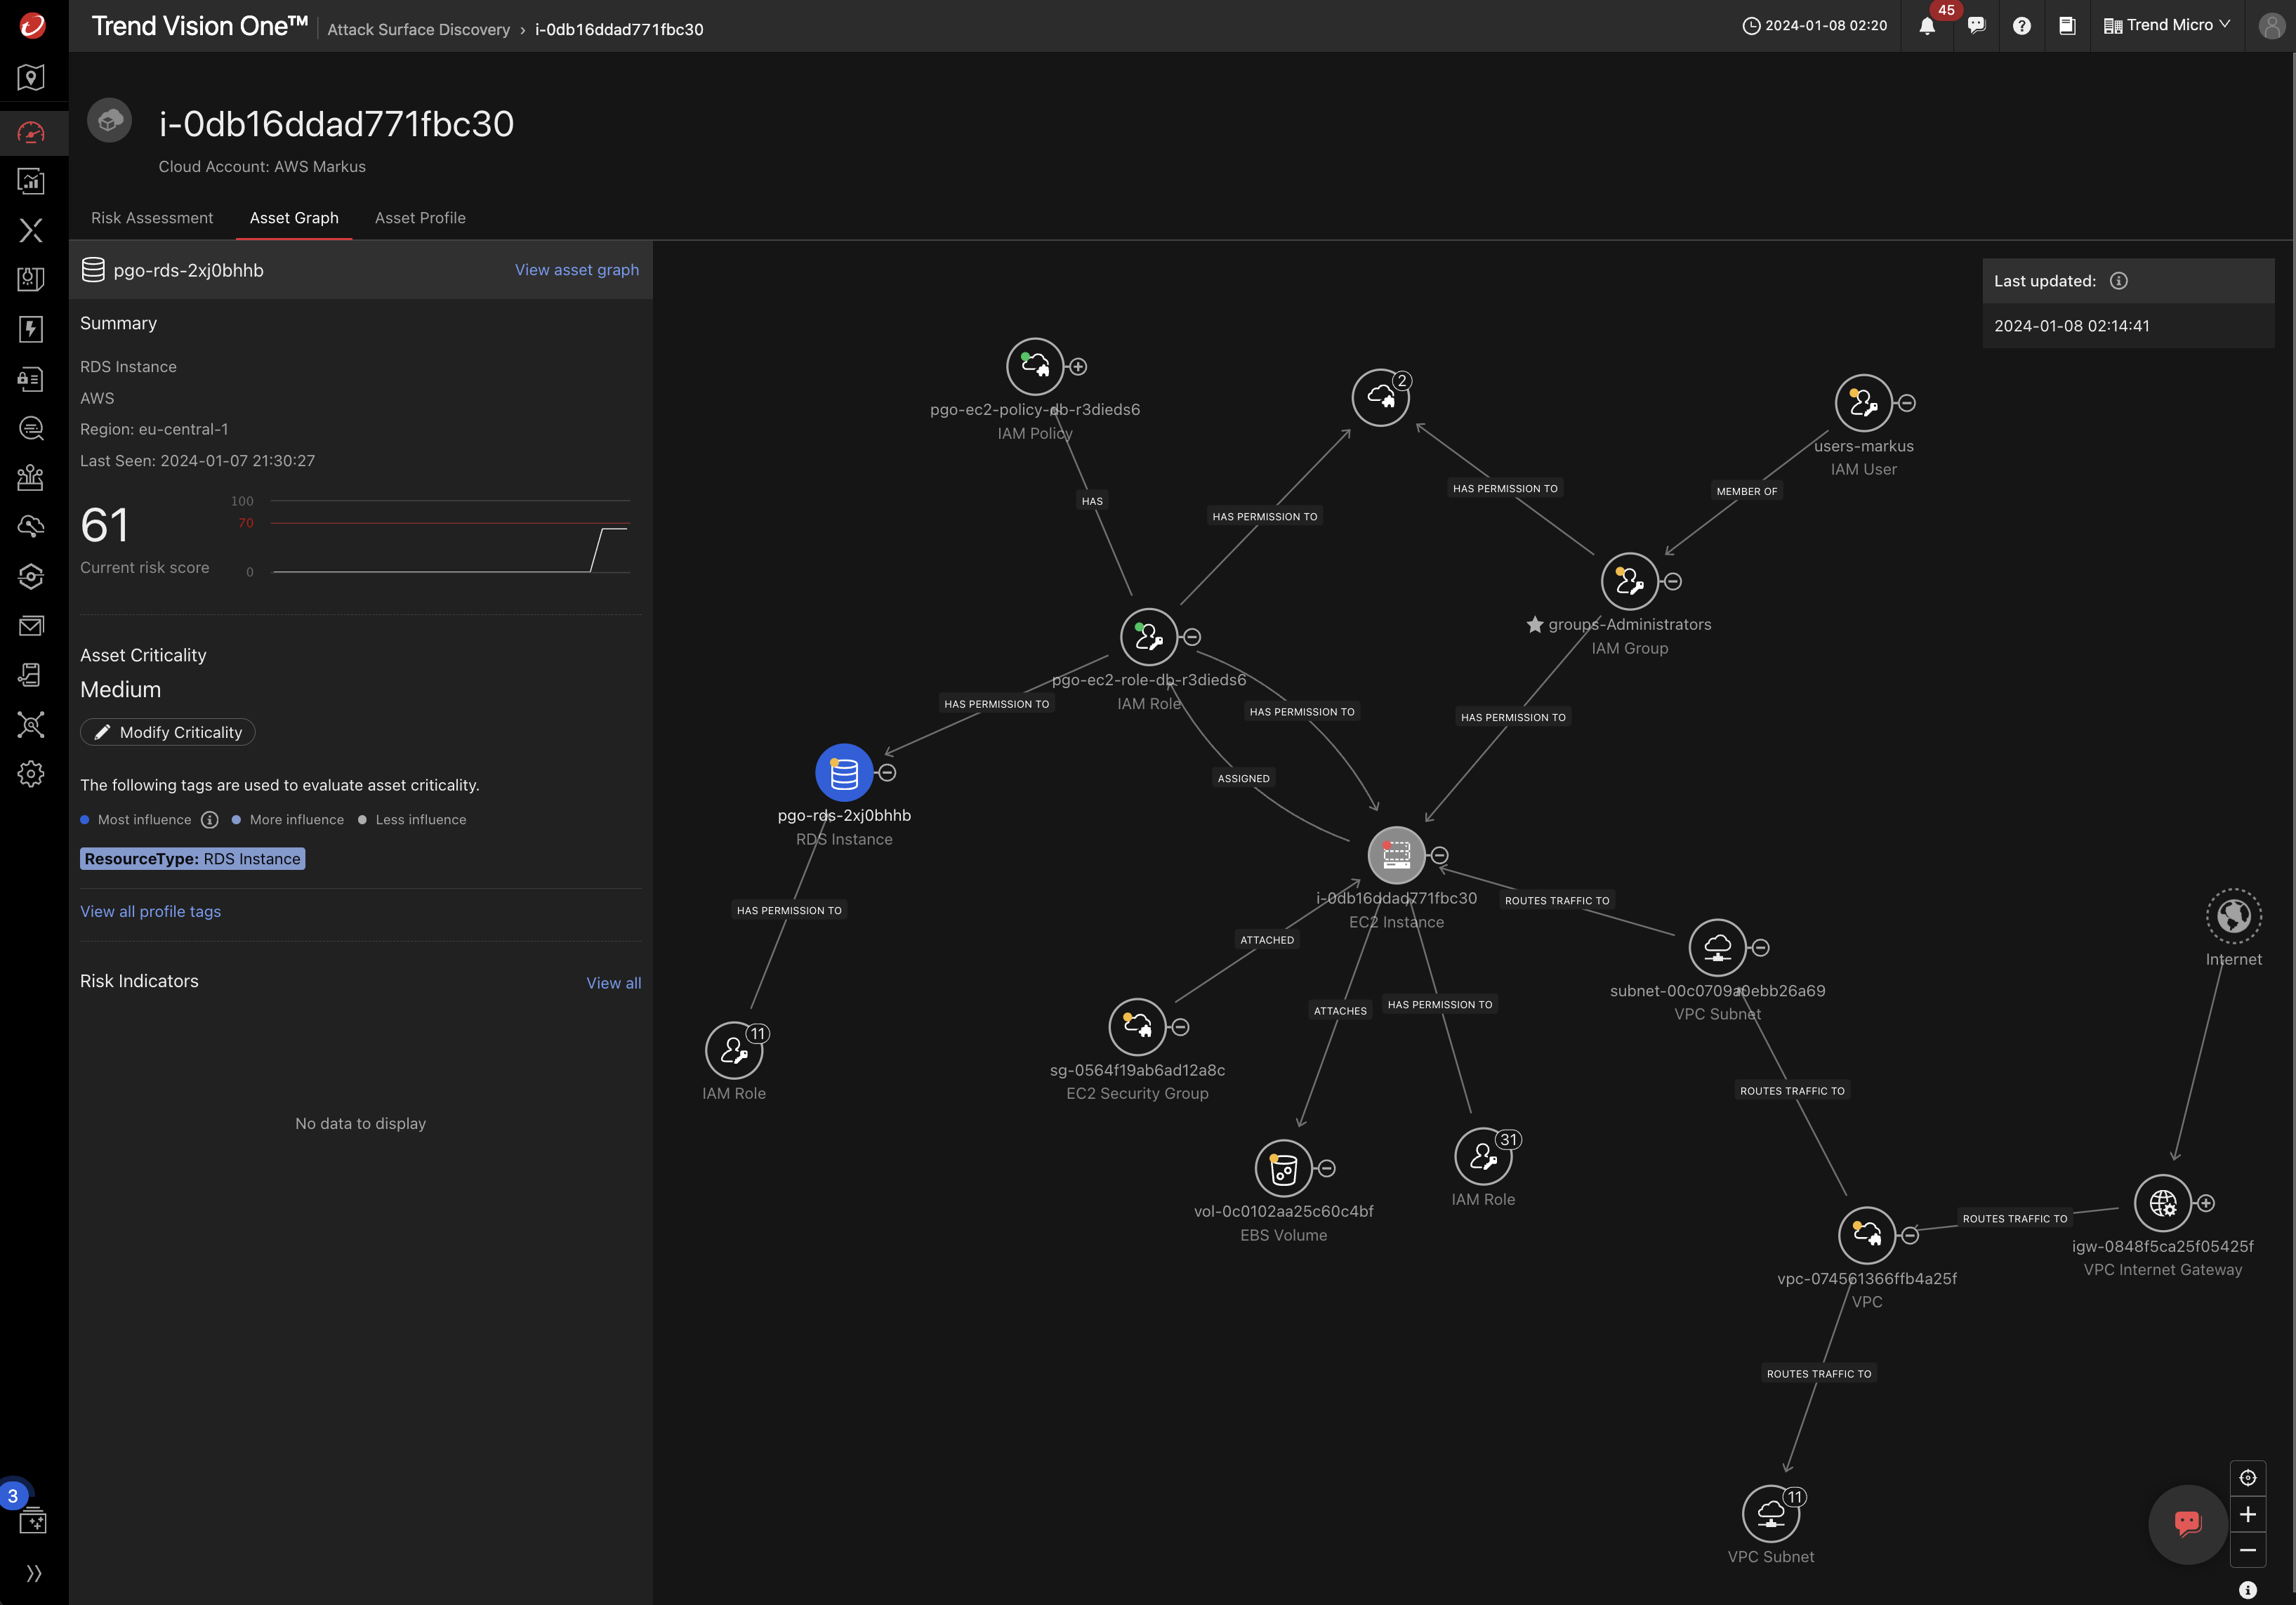 Trend Vision One™
Attack Surface Discovery › i-0db16ddad771fbc30
2024-01-08 02:20
45
Trend Micro
i-0db16ddad771fbc30
Cloud Account: AWS Markus
Risk Assessment
Asset Graph
Asset Profile
pgo-rds-2xj0bhhb
View asset graph
Summary
RDS Instance
AWS
Region: eu-central-1
Last Seen: 2024-01-07 21:30:27
61
Current risk score
100
70
0
Asset Criticality
Medium
Modify Criticality
The following tags are used to evaluate asset criticality.
Most influence
More influence
Less influence
ResourceType: RDS Instance
View all profile tags
Risk Indicators
View all
No data to display
3
Last updated:
2024-01-08 02:14:41
pgo-ec2-policy-db-r3dieds6
IAM Policy
2
users-markus
IAM User
HAS
HAS PERMISSION TO
HAS PERMISSION TO
MEMBER OF
groups-Administrators
IAM Group
pgo-ec2-role-db-r3dieds6
IAM Role
HAS PERMISSION TO
HAS PERMISSION TO
HAS PERMISSION TO
ASSIGNED
pgo-rds-2xj0bhhb
RDS Instance
HAS PERMISSION TO
i-0db16ddad771fbc30
EC2 Instance
ROUTES TRAFFIC TO
ATTACHED
Internet
subnet-00c0709a0ebb26a69
VPC Subnet
ATTACHES
HAS PERMISSION TO
11
IAM Role
sg-0564f19ab6ad12a8c
EC2 Security Group
ROUTES TRAFFIC TO
31
IAM Role
vol-0c0102aa25c60c4bf
EBS Volume
ROUTES TRAFFIC TO
igw-0848f5ca25f05425f
VPC Internet Gateway
vpc-074561366ffb4a25f
VPC
ROUTES TRAFFIC TO
11
VPC Subnet